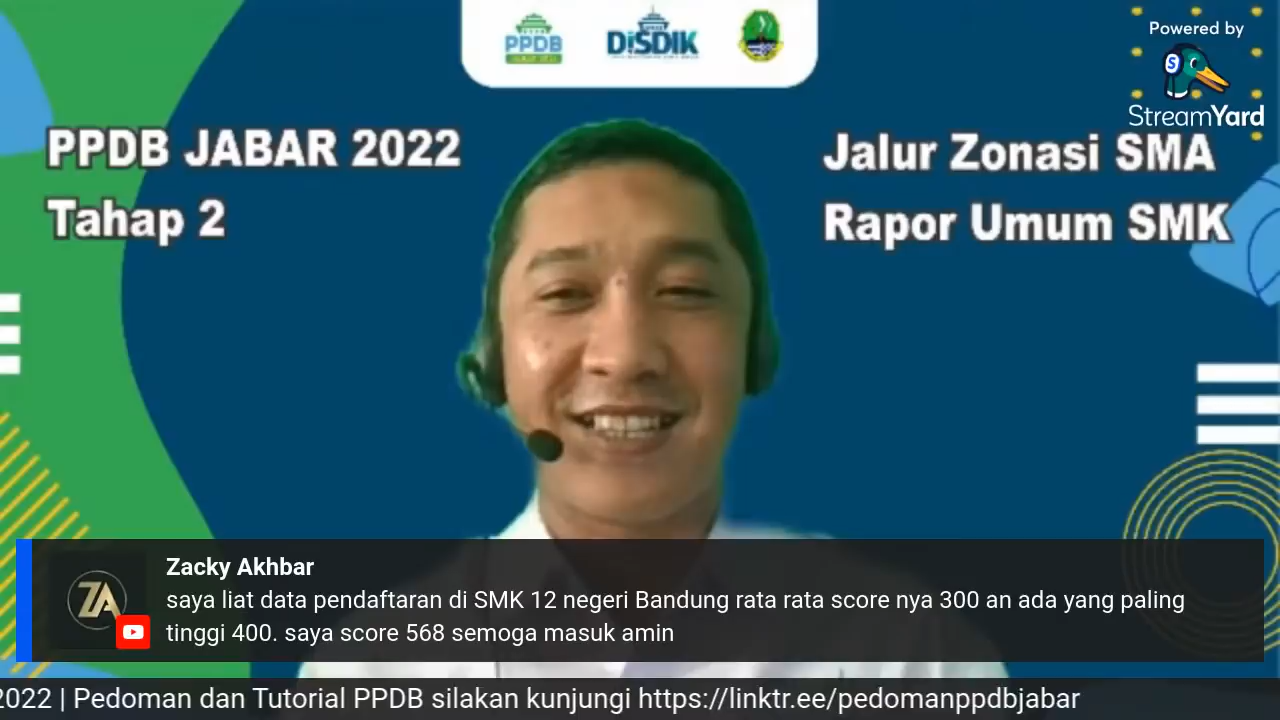 PPDB
DISDIK
Powered by
StreamYard
PPDB JABAR 2022
Tahap 2
Jalur Zonasi SMA
Rapor Umum SMK
ZA
Zacky Akhbar
saya liat data pendaftaran di SMK 12 negeri Bandung rata rata score nya 300 an ada yang paling
tinggi 400. saya score 568 semoga masuk amin
2022 | Pedoman dan Tutorial PPDB silakan kunjungi https://linktr.ee/pedomanppdbjabar